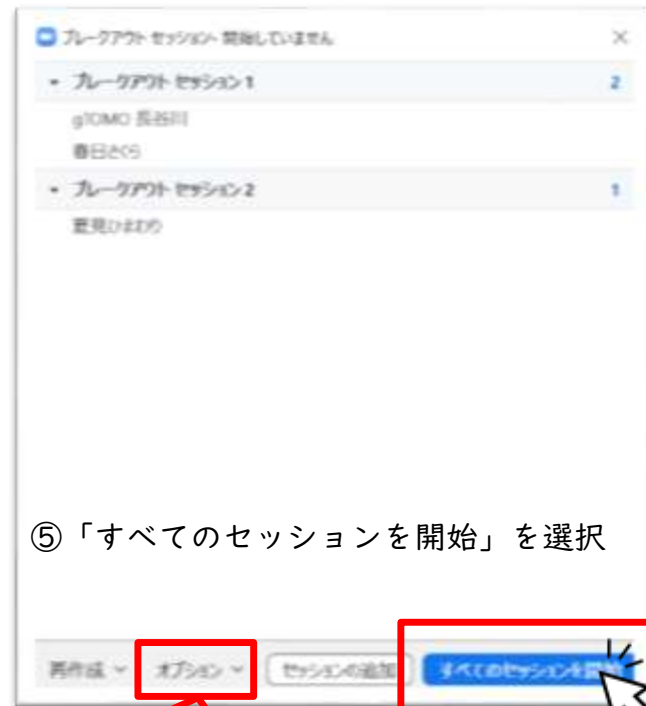 ブレークアウト セッション 開始していません
ブレークアウト セッション 1
2
gTOMO 長谷川
春日さくら
ブレークアウト セッション 2
1
夏見ひまわり
⑤「すべてのセッションを開始」を選択
再作成
オプション
セッションの追加
すべてのセッションを開始